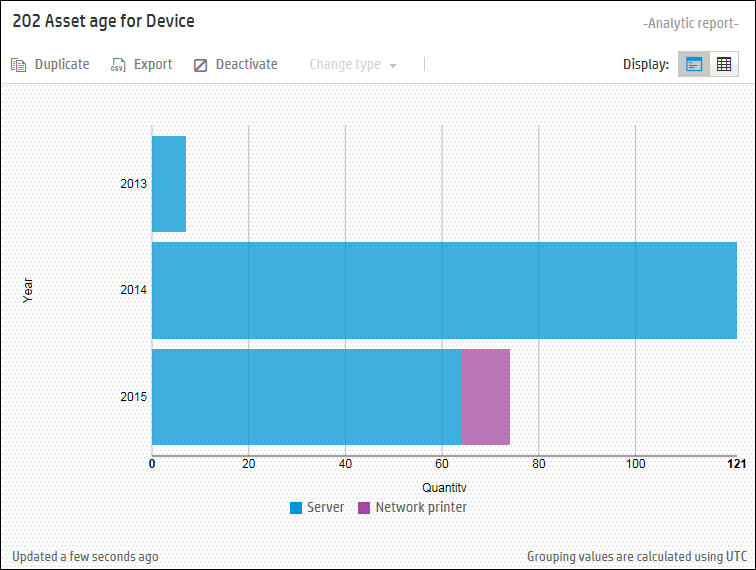 202 Asset age for Device
-Analytic report-
Duplicate CSV Export Deactivate Change type Display:
2013
2014
2015
Year
0 20 40 60 80 100 121
Quantity
Server Network printer
Updated a few seconds ago
Grouping values are calculated using UTC